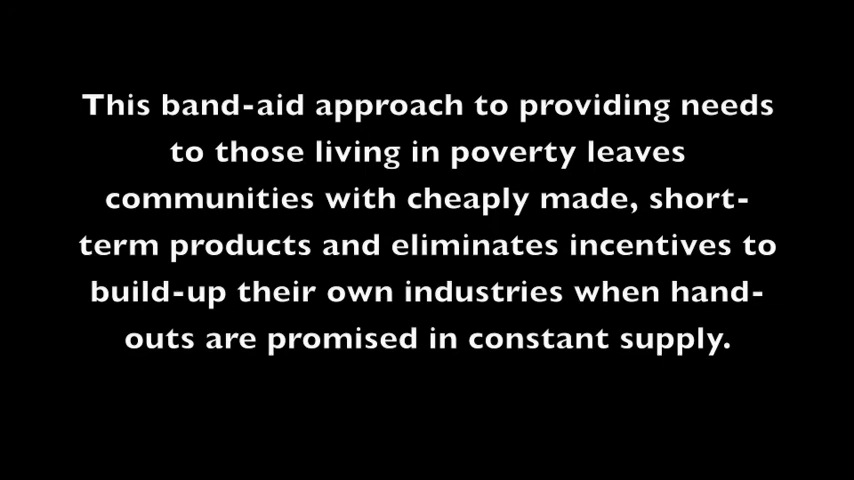 This band-aid approach to providing needs
to those living in poverty leaves
communities with cheaply made, short-
term products and eliminates incentives to
build-up their own industries when hand-
outs are promised in constant supply.